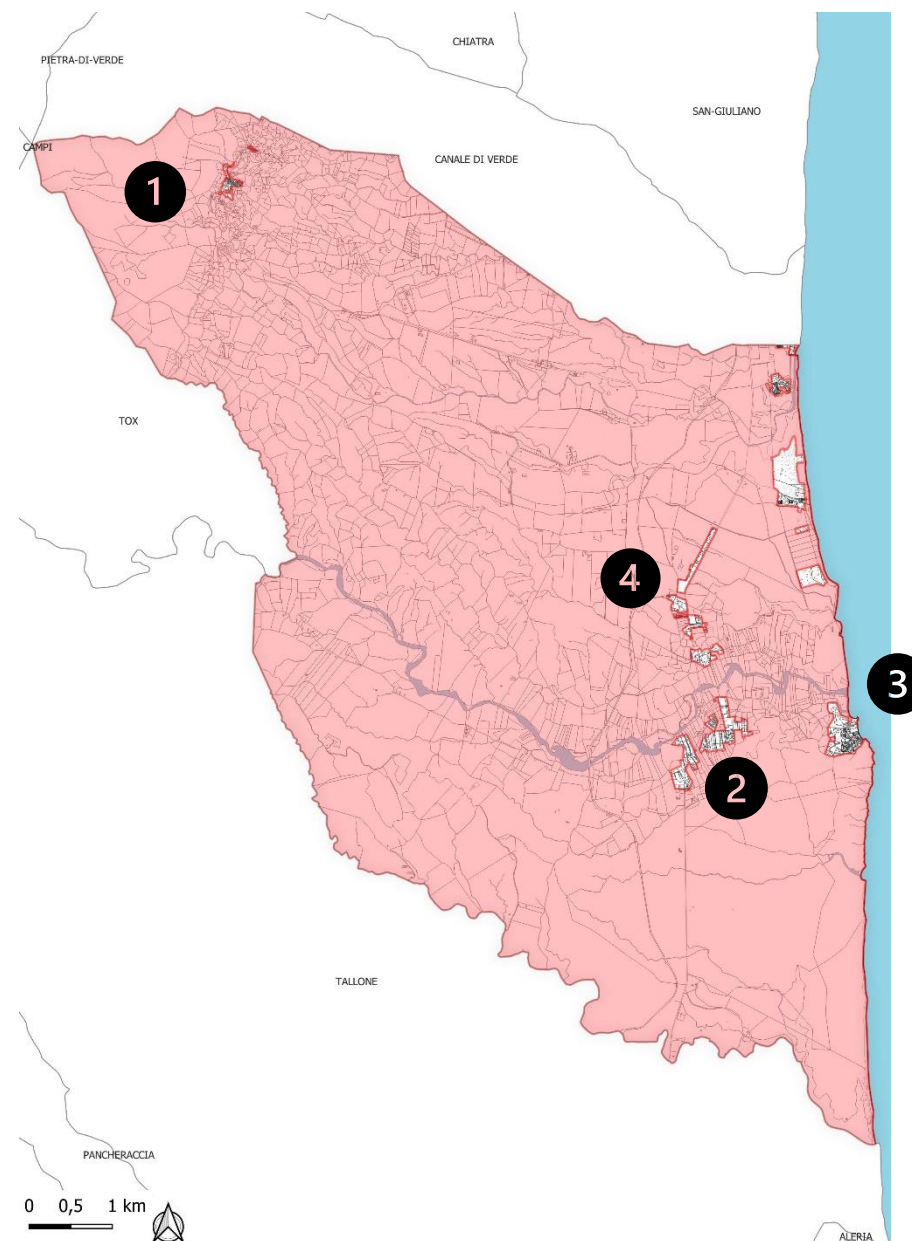 CHIATRA
PIETRA-DI-VERDE
SAN-GIULIANO
CAMPI
CANALE DI VERDE
1
TOX
4
3
2
TALLONE
PANCHERACCIA
0 0,5 1 km
ALERIA